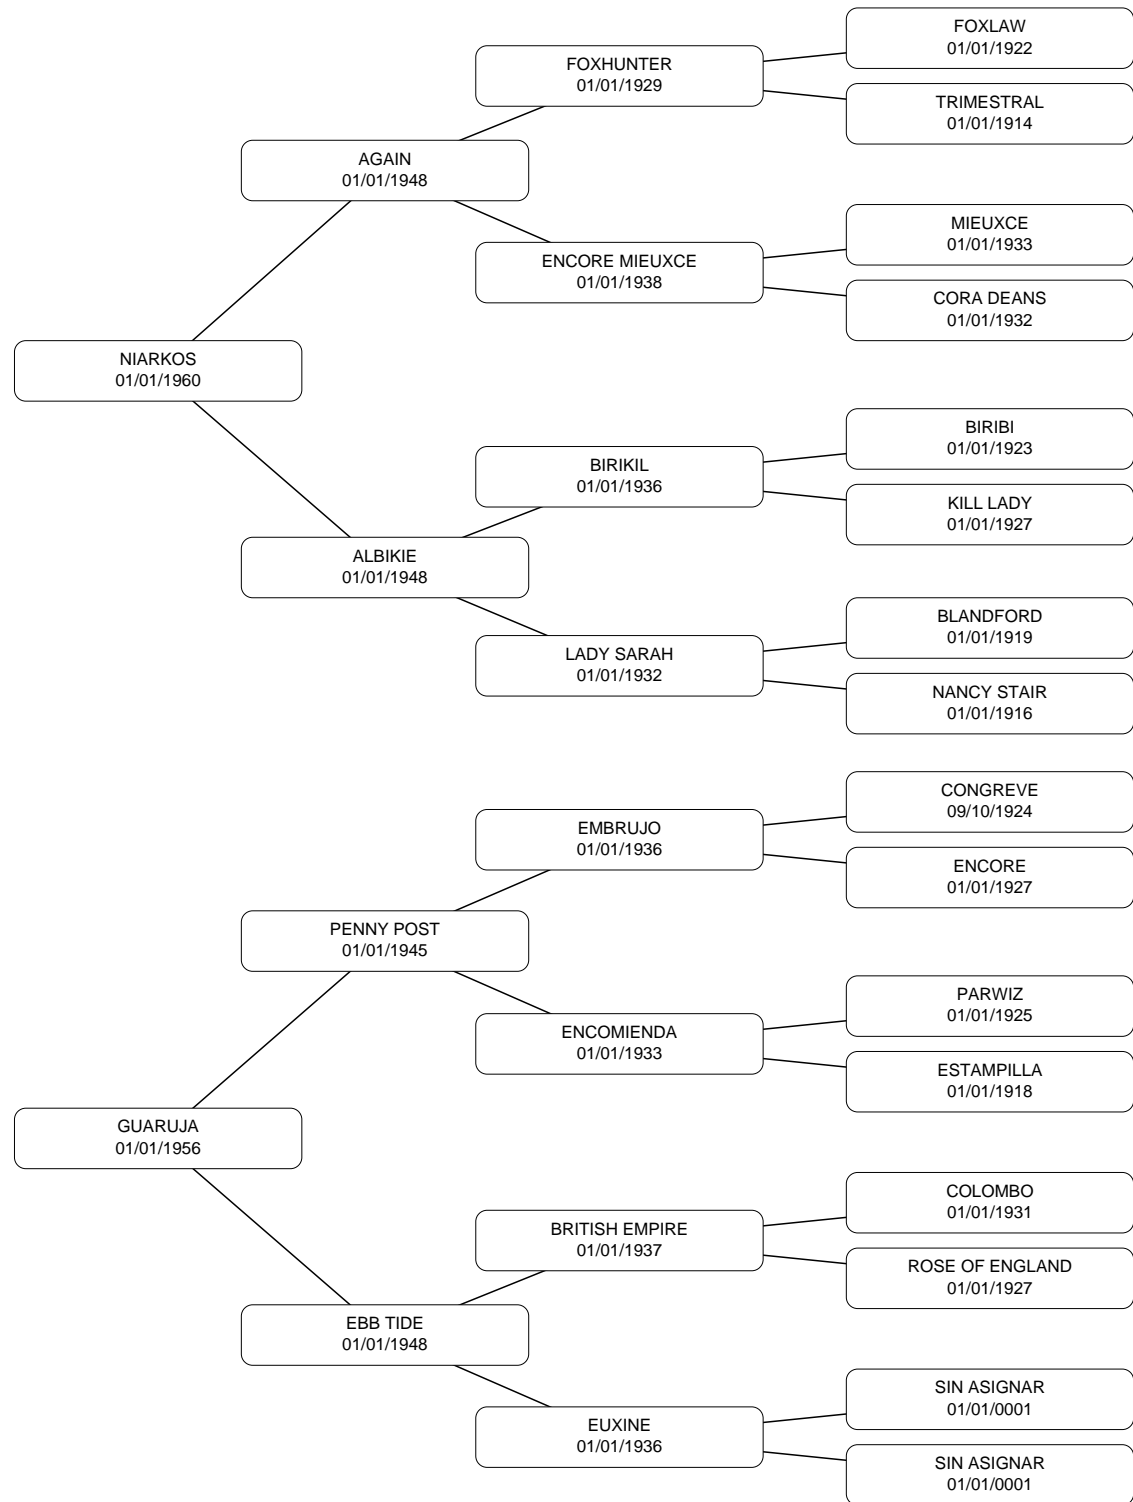 FOXLAW
01/01/1922
FOXHUNTER
01/01/1929
TRIMESTRAL
01/01/1914
AGAIN
01/01/1948
MIEUXCE
01/01/1933
ENCORE MIEUXCE
01/01/1938
CORA DEANS
01/01/1932
NIARKOS
01/01/1960
BIRIBI
01/01/1923
BIRIKIL
01/01/1936
KILL LADY
01/01/1927
ALBIKIE
01/01/1948
BLANDFORD
01/01/1919
LADY SARAH
01/01/1932
NANCY STAIR
01/01/1916
CONGREVE
09/10/1924
EMBRUJO
01/01/1936
ENCORE
01/01/1927
PENNY POST
01/01/1945
PARWIZ
01/01/1925
ENCOMIENDA
01/01/1933
ESTAMPILLA
01/01/1918
GUARUJA
01/01/1956
COLOMBO
01/01/1931
BRITISH EMPIRE
01/01/1937
ROSE OF ENGLAND
01/01/1927
EBB TIDE
01/01/1948
SIN ASIGNAR
01/01/0001
EUXINE
01/01/1936
SIN ASIGNAR
01/01/0001